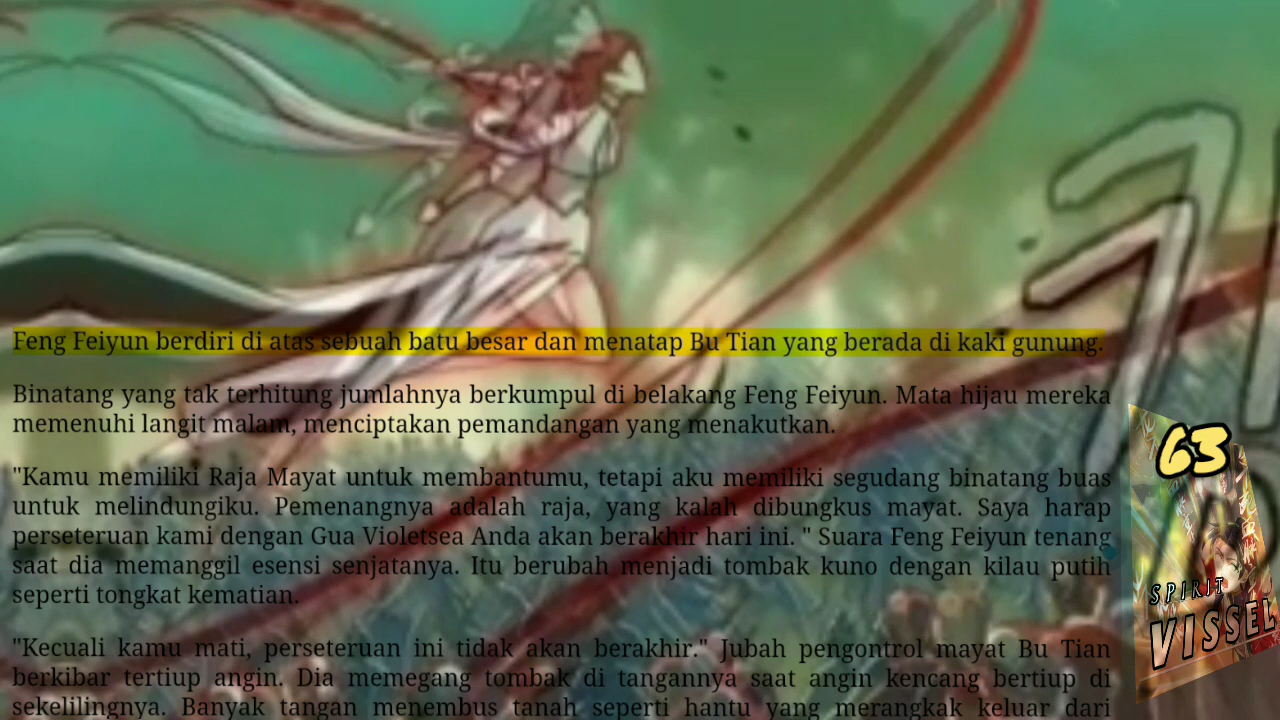 Feng Feiyun berdiri di atas sebuah batu besar dan menatap Bu Tian yang berada di kaki gunung.
Binatang yang tak terhitung jumlahnya berkumpul di belakang Feng Feiyun. Mata hijau mereka
memenuhi langit malam, menciptakan pemandangan yang menakutkan.
"Kamu memiliki Raja Mayat untuk membantumu, tetapi aku memiliki segudang binatang buas
untuk melindungiku. Pemenangnya adalah raja, yang kalah dibungkus mayat. Saya harap
perseteruan kami dengan Gua Violetsea Anda akan berakhir hari ini. " Suara Feng Feiyun tenang
saat dia memanggil esensi senjatanya. Itu berubah menjadi tombak kuno dengan kilau putih
seperti tongkat kematian.
"Kecuali kamu mati, perseteruan ini tidak akan berakhir." Jubah pengontrol mayat Bu Tian
berkibar tertiup angin. Dia memegang tombak di tangannya saat angin kencang bertiup di
sekelilingnya. Banyak tangan menembus tanah seperti hantu yang merangkak keluar dari
63
SPIRIT
VISSEL